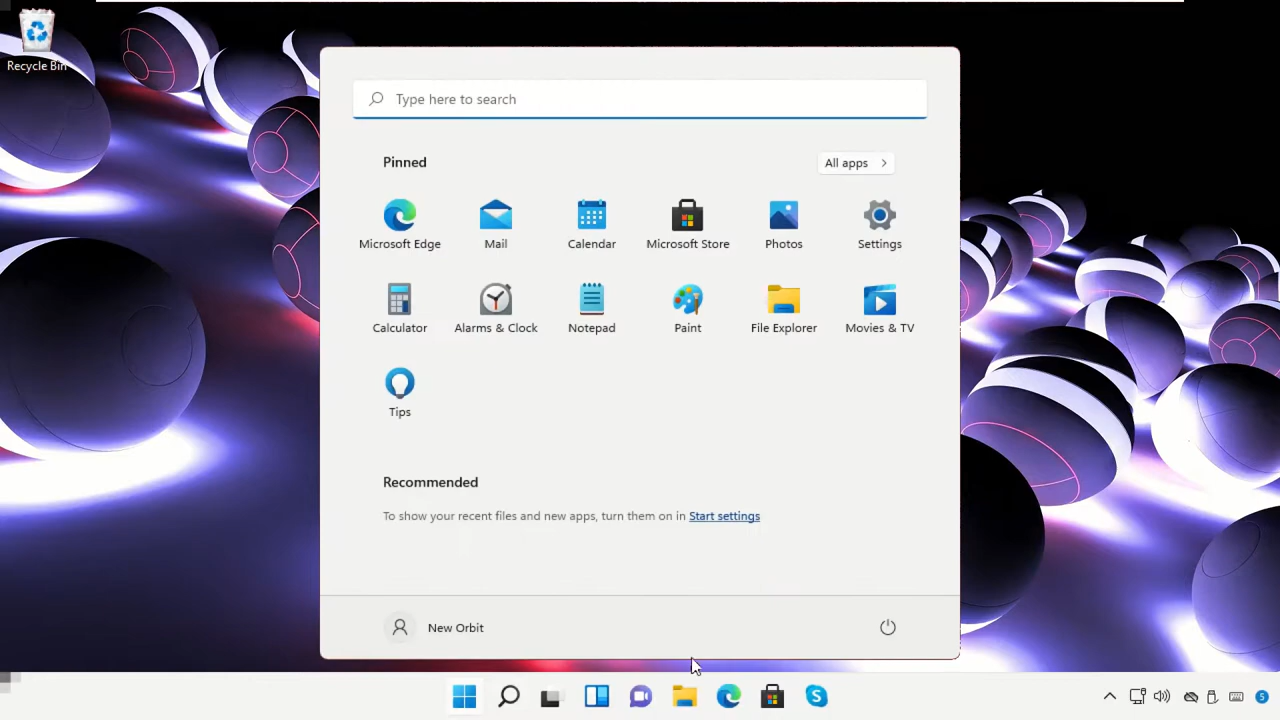 Recycle Bin
Type here to search
Pinned
All apps
Microsoft Edge
Mail
Calendar
Microsoft Store
Photos
Settings
Calculator
Alarms & Clock
Notepad
Paint
File Explorer
Movies & TV
Tips
Recommended
To show your recent files and new apps, turn them on in Start settings
New Orbit
S
5